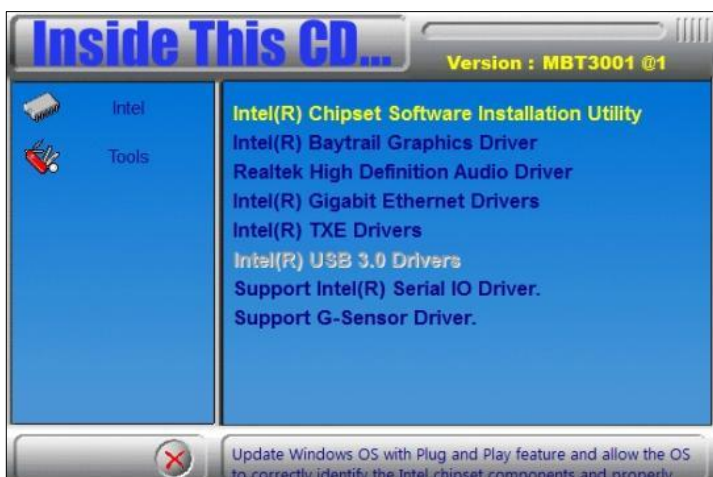 Inside This CD...
Version : MBT3001 @1
Intel
Tools
Intel(R) Chipset Software Installation Utility
Intel(R) Baytrail Graphics Driver
Realtek High Definition Audio Driver
Intel(R) Gigabit Ethernet Drivers
Intel(R) TXE Drivers
Intel(R) USB 3.0 Drivers
Support Intel(R) Serial IO Driver.
Support G-Sensor Driver.
Update Windows OS with Plug and Play feature and allow the OS
to correctly identify the Intel chipset components and properly